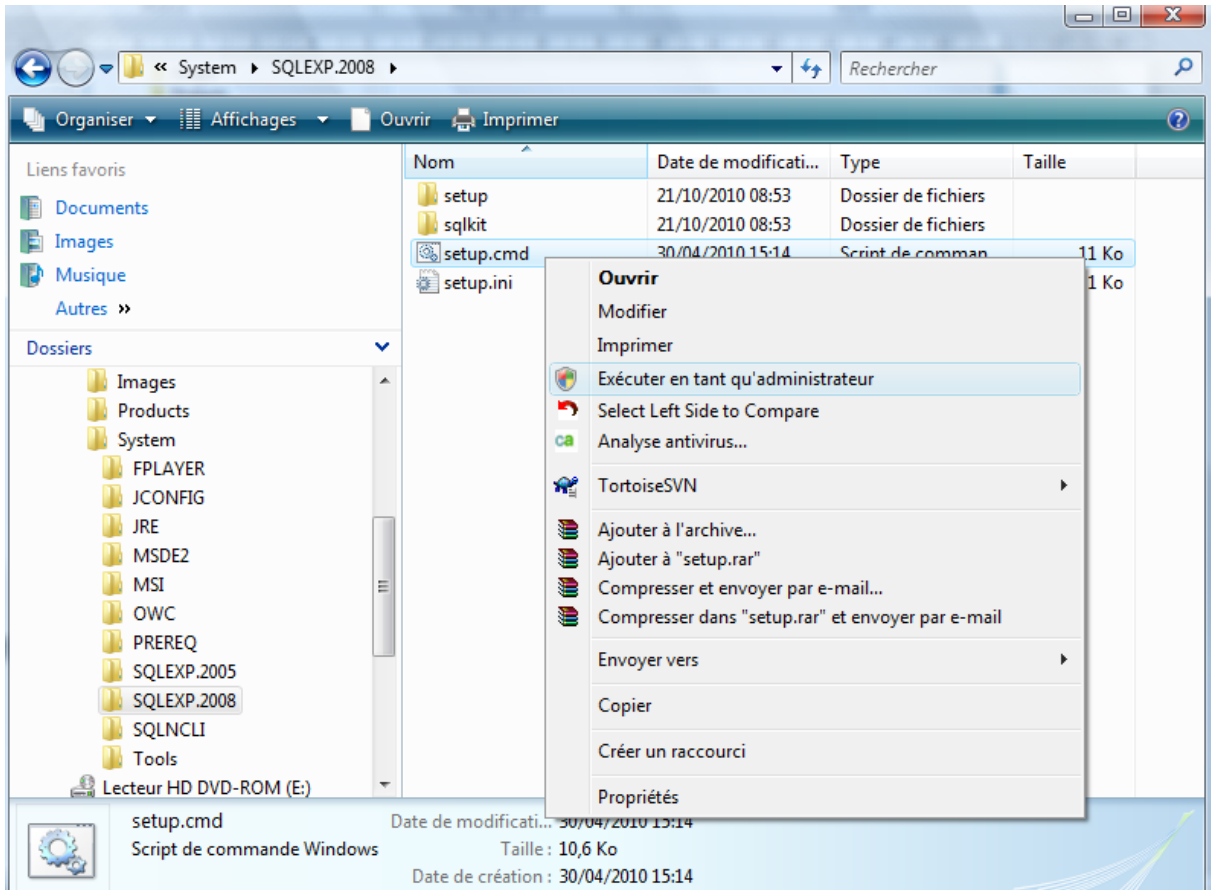 « System ▸ SQLEXP.2008 ▸ Rechercher
Organiser Affichages Ouvrir Imprimer
Liens favoris
Documents
Images
Musique
Autres »
Dossiers
Images
Products
System
FPLAYER
JCONFIG
JRE
MSDE2
MSI
OWC
PREREQ
SQLEXP.2005
SQLEXP.2008
SQLNCLI
Tools
Lecteur HD DVD-ROM (E:)
Nom Date de modificati... Type Taille
setup 21/10/2010 08:53 Dossier de fichiers
sqlkit 21/10/2010 08:53 Dossier de fichiers
setup.cmd 30/04/2010 15:14 Script de comman 11 Ko
setup.ini 1 Ko
Ouvrir
Modifier
Imprimer
Exécuter en tant qu'administrateur
Select Left Side to Compare
ca Analyse antivirus...
TortoiseSVN
Ajouter à l'archive...
Ajouter à "setup.rar"
Compresser et envoyer par e-mail...
Compresser dans "setup.rar" et envoyer par e-mail
Envoyer vers
Copier
Créer un raccourci
Propriétés
setup.cmd Date de modificati... 30/04/2010 15:14
Script de commande Windows Taille : 10,6 Ko
Date de création : 30/04/2010 15:14